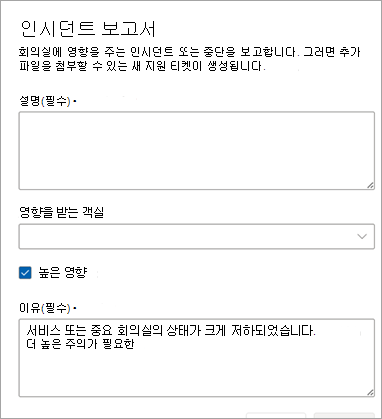 인시던트 보고서
회의실에 영향을 주는 인시던트 또는 중단을 보고합니다. 그러면 추가
파일을 첨부할 수 있는 새 지원 티켓이 생성됩니다.
설명(필수) •
영향을 받는 객실
높은 영향
이유(필수) •
서비스 또는 중요 회의실의 상태가 크게 저하되었습니다.
더 높은 주의가 필요한